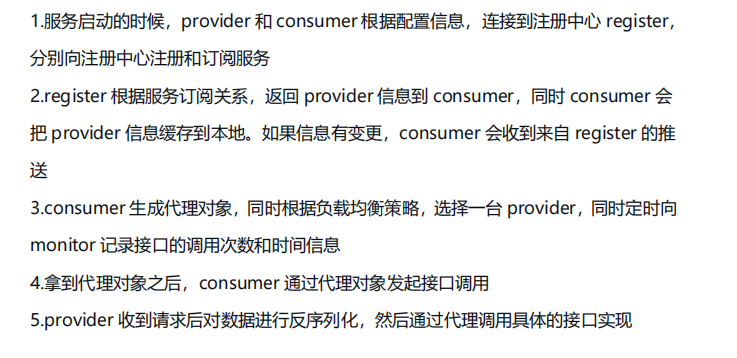 1.服务启动的时候，provider 和 consumer 根据配置信息，连接到注册中心 register，
分别向注册中心注册和订阅服务
2.register 根据服务订阅关系，返回 provider 信息到 consumer，同时 consumer 会
把 provider 信息缓存到本地。如果信息有变更，consumer 会收到来自 register 的推
送
3.consumer 生成代理对象，同时根据负载均衡策略，选择一台 provider，同时定时向
monitor 记录接口的调用次数和时间信息
4.拿到代理对象之后，consumer 通过代理对象发起接口调用
5.provider 收到请求后对数据进行反序列化，然后通过代理调用具体的接口实现